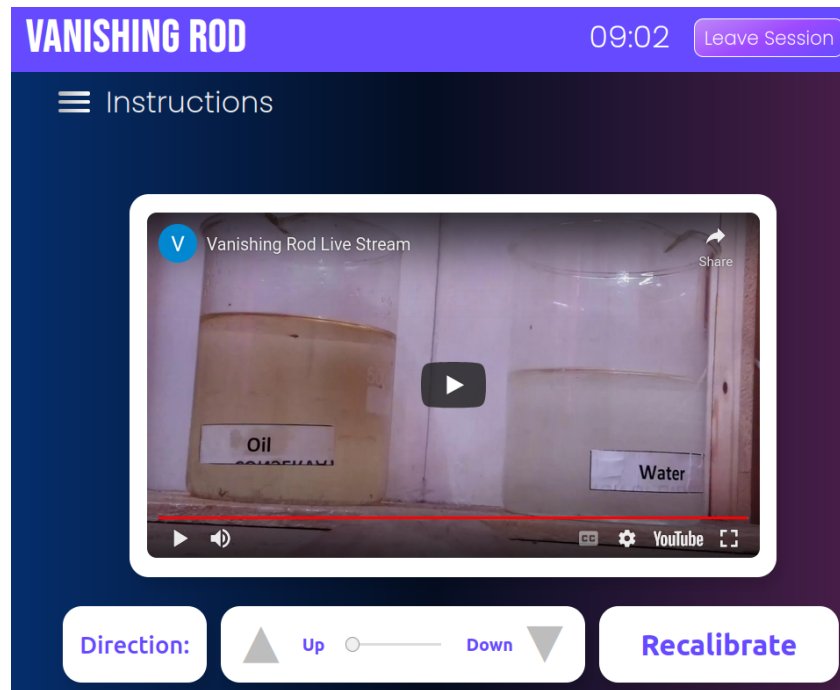 VANISHING ROD
09:02
Leave Session
Instructions
V
Vanishing Rod Live Stream
Share
Oil
Water
CC
YouTube
Direction:
Up
Down
Recalibrate